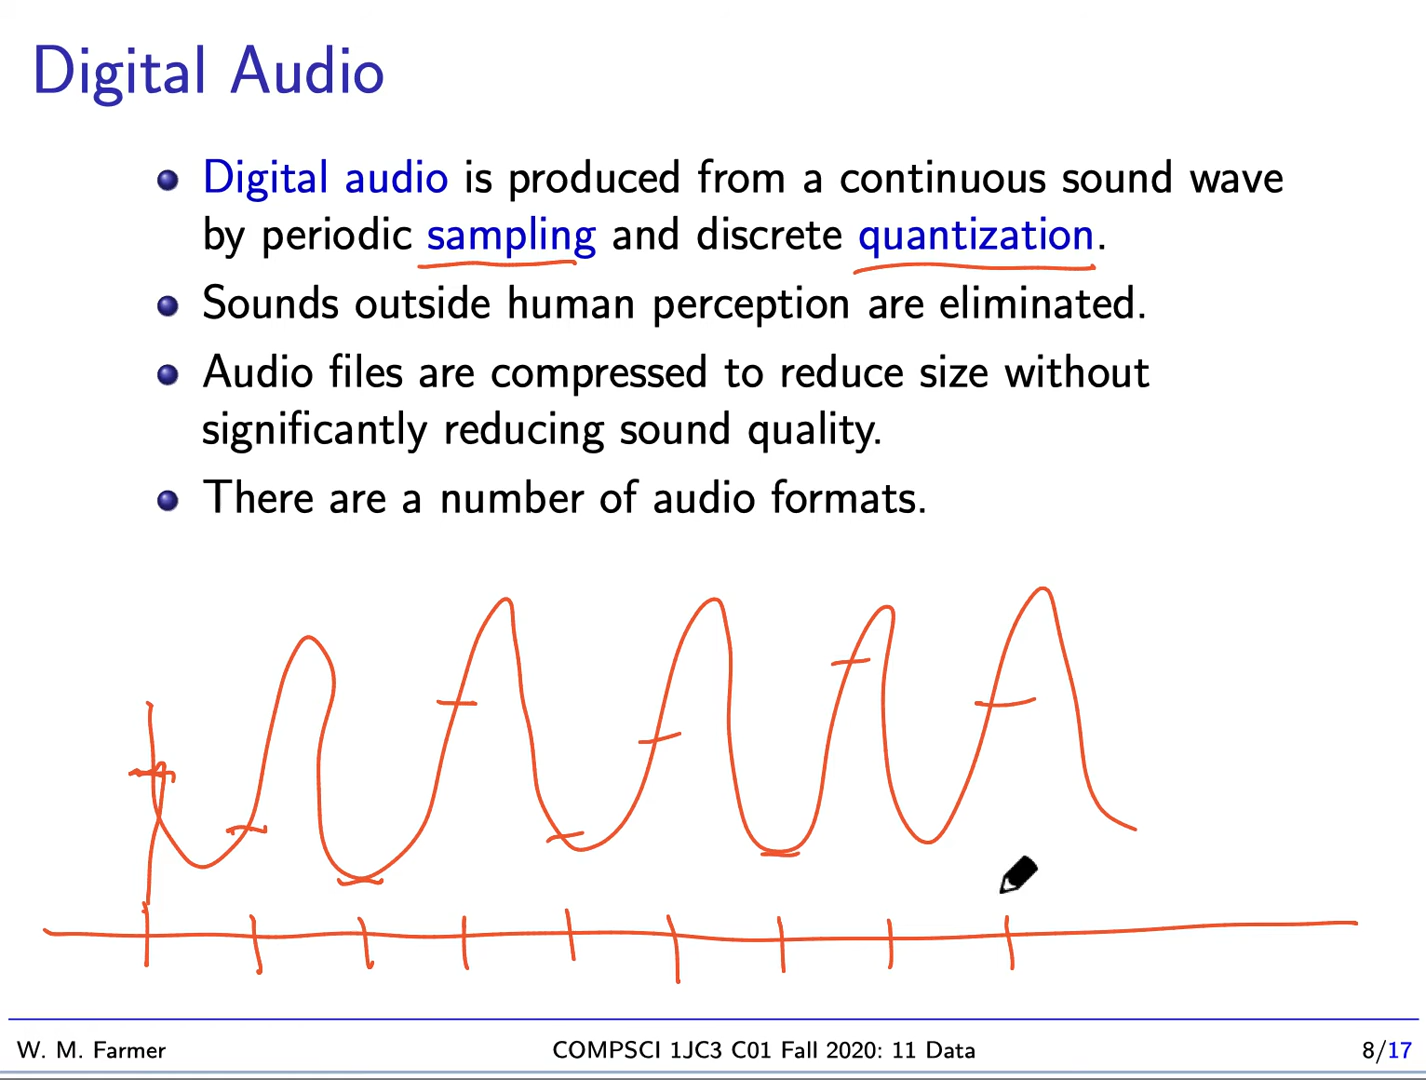 Digital Audio
Digital audio is produced from a continuous sound wave
by periodic sampling and discrete quantization.
Sounds outside human perception are eliminated.
Audio files are compressed to reduce size without
significantly reducing sound quality.
There are a number of audio formats.
W. M. Farmer COMPSCI 1JC3 C01 Fall 2020: 11 Data 8/17